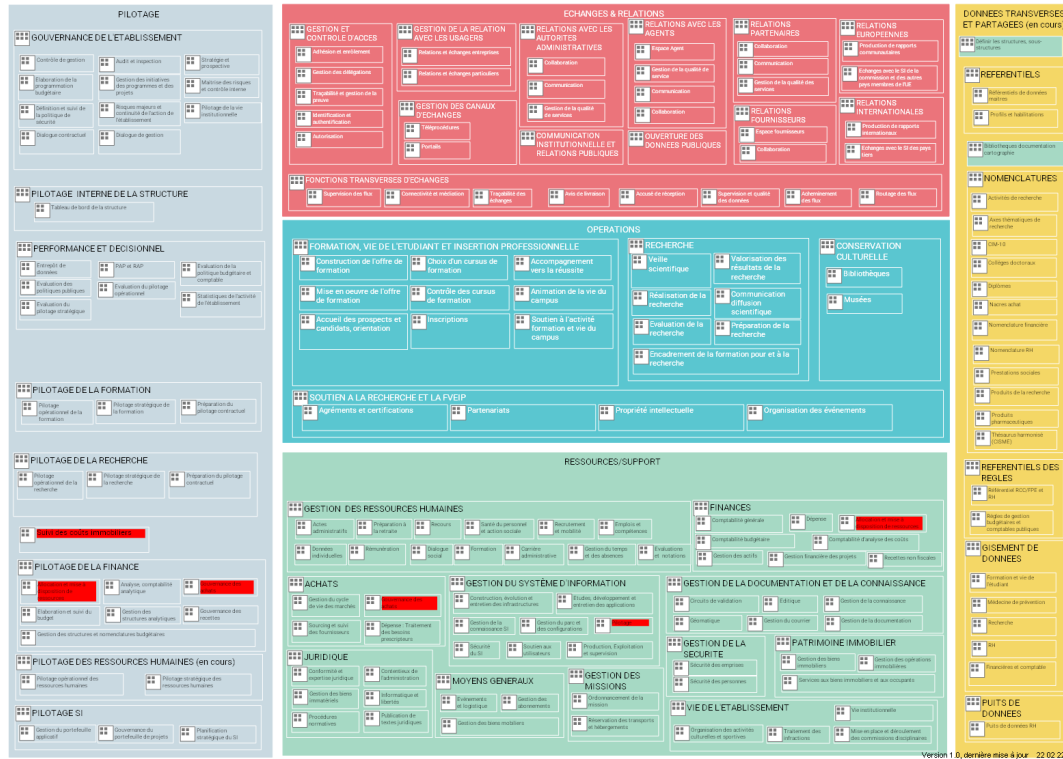 PILOTAGE
GOUVERNANCE DE L'ETABLISSEMENT
Contrôle de gestion
Audit et inspection
Stratégie et
prospective
Elaboration de la
programmation
budgétaire
Gestion des initiatives
des programmes et des
projets
Maîtrise des risques
et contrôle interne
Définition et suivi de
la politique de
sécurité
Risques majeurs et
continuité de l'action de
l'établissement
Pilotage de la vie
institutionnelle
Dialogue contractuel
Dialogue de gestion
PILOTAGE INTERNE DE LA STRUCTURE
Tableau de bord de la structure
PERFORMANCE ET DECISIONNEL
Entrepôt de
données
PAP et RAP
Evaluation de la
politique budgétaire et
comptable
Evaluation des
politiques publiques
Evaluation du pilotage
opérationnel
Statistiques de l'activité
de l'établissement
Evaluation du
pilotage stratégique
PILOTAGE DE LA FORMATION
Pilotage
opérationnel de la
formation
Pilotage stratégique de
la formation
Préparation du
pilotage contractuel
PILOTAGE DE LA RECHERCHE
Pilotage
opérationnel de la
recherche
Pilotage stratégique de
la recherche
Préparation du pilotage
contractuel
Suivi des coûts Immobilière
PILOTAGE DE LA FINANCE
Analyse, comptabilité
analytique
Elaboration et suivi du
budget
Gestion des
structures analytiques
Gouvernance des
recettes
Gestion des structures et nomenclatures budgétaires
PILOTAGE DES RESSOURCES HUMAINES (en cours)
Pilotage opérationnel des
ressources humaines
Pilotage stratégique des
ressources humaines
PILOTAGE SI
Gestion du portefeuille
applicatif
Gouvernance du
portefeuille de projets
Planification
stratégique du SI
ECHANGES & RELATIONS
GESTION ET
CONTROLE D'ACCES
Adhésion et enrôlement
Gestion des délégations
Traçabilité et gestion de la
preuve
Identification et
authentification
Autorisation
GESTION DE LA RELATION
AVEC LES USAGERS
Relations et échanges entreprises
Relations et échanges particuliers
GESTION DES CANAUX
D'ECHANGES
Téléprocédures
Portails
RELATIONS AVEC LES
AUTORITES
ADMINISTRATIVES
Collaboration
Communication
Gestion de la qualité
de services
COMMUNICATION
INSTITUTIONNELLE ET
RELATIONS PUBLIQUES
RELATIONS AVEC LES
AGENTS
Espace Agent
Gestion de la qualité de
service
Communication
Collaboration
OUVERTURE DES
DONNEES PUBLIQUES
RELATIONS
PARTENAIRES
Collaboration
Communication
Gestion de la qualité des
services
RELATIONS
FOURNISSEURS
Espace fournisseurs
Collaboration
RELATIONS
EUROPEENNES
Production de rapports
communautaires
Echanges avec le SI de la
commission et des autres
pays membres de l'UE
RELATIONS
INTERNATIONALES
Production de rapports
internationaux
Echanges avec le SI des pays
tiers
FONCTIONS TRANSVERSES D'ECHANGES
Supervision des flux
Connectivité et médiation
Traçabilité des
échanges
Avis de livraison
Accusé de réception
Supervision et qualité
des données
Acheminement
des flux
Routage des flux
OPERATIONS
FORMATION, VIE DE L'ETUDIANT ET INSERTION PROFESSIONNELLE
Construction de l'offre de
formation
Choix d'un cursus de
formation
Accompagnement
vers la réussite
Mise en oeuvre de l'offre
de formation
Contrôle des cursus
de formation
Animation de la vie du
campus
Accueil des prospects et
candidats, orientation
Inscriptions
Soutien à l'activité
formation et vie du
campus
RECHERCHE
Veille
scientifique
Valorisation des
résultats de la
recherche
Réalisation de la
recherche
Communication
diffusion
scientifique
Evaluation de la
recherche
Préparation de la
recherche
Encadrement de la formation pour et à la
recherche
CONSERVATION
CULTURELLE
Bibliothèques
Musées
SOUTIEN A LA RECHERCHE ET LA FVEIP
Agréments et certifications
Partenariats
Propriété intellectuelle
Organisation des événements
RESSOURCES/SUPPORT
GESTION DES RESSOURCES HUMAINES
Actes
administratifs
Préparation à
la retraite
Recours
Santé du personnel
et action sociale
Recrutement
et mobilité
Emplois et
compétences
Données
individuelles
Rémunération
Dialogue
social
Formation
Carrière
administrative
Gestion du temps
et des absences
Evaluations
et notations
FINANCES
Comptabilité générale
Dépense
Comptabilité budgétaire
Comptabilité d'analyse des coûts
Gestion des actifs
Gestion financière des projets
Recettes non fiscales
ACHATS
Gestion du cycle
de vie des marchés
Sourcing et suivi
des fournisseurs
Dépense : Traitement
des besoins
prescripteurs
GESTION DU SYSTÈME D'INFORMATION
Construction, évolution et
entretien des infrastructures
Etudes, développement et
entretien des applications
Gestion de la
connaissance SI
Gestion du parc et
des configurations
Sécurité
du SI
Soutien aux
utilisateurs
Production, Exploitation
et supervision
GESTION DE LA DOCUMENTATION ET DE LA CONNAISSANCE
Circuits de validation
Editique
Gestion de la connaissance
Géomatique
Gestion du courrier
Gestion de la documentation
JURIDIQUE
Conformité et
expertise juridique
Contentieux de
l'administration
Gestion des biens
immatériels
Informatique et
libertés
Procédures
normatives
Publication de
textes juridiques
MOYENS GENERAUX
Evénements
et logistique
Gestion des
abonnements
Gestion des biens mobiliers
GESTION DES
MISSIONS
Ordonnancement de la
mission
Réservation des transports
et hébergements
GESTION DE LA
SECURITE
Sécurité des emprises
Sécurité des personnes
PATRIMOINE IMMOBILIER
Gestion des biens
immobiliers
Gestion des opérations
immobilières
Services aux biens immobiliers et aux occupants
VIE DE L'ETABLISSEMENT
Vie institutionnelle
Organisation des activités
culturelles et sportives
Traitement des
infractions
Mise en place et déroulement
des commissions disciplinaires
DONNEES TRANSVERSES
ET PARTAGEES (en cours)
Définir les structures, sous-
structures
REFERENTIELS
Référentiels de données
maitres
Profils et habilitations
Bibliothèques documentation
cartographie
NOMENCLATURES
Activités de recherche
Axes thématiques de
recherche
CIM-10
Collèges doctoraux
Diplômes
Nacres achat
Nomenclature financière
Nomenclature RH
Prestations sociales
Produits de la recherche
Produits
pharmaceutiques
Thésaurus harmonisé
(OSMÉ)
REFERENTIELS DES
REGLES
Référentiel RCC/FPE et
RH
Règles de gestion
budgétaires et
comptables publiques
GISEMENT DE
DONNEES
Formation et vie de
l'étudiant
Médecine de prévention
Recherche
RH
Financières et comptable
PUITS DE
DONNEES
Puits de données RH
Version 1.0, dernière mise à jour 22 02 22